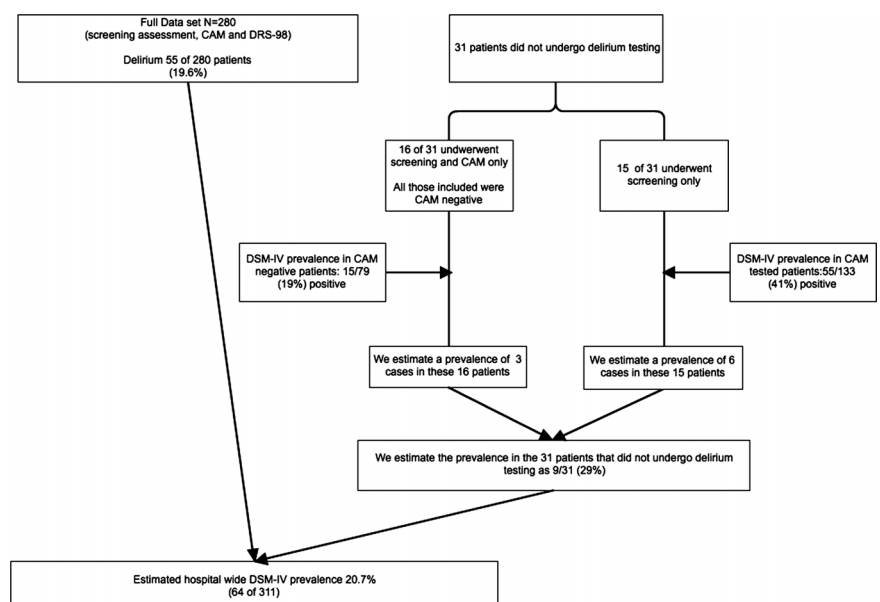 Full Data set N=280
(screening assessment, CAM and DRS-98)
Delirium 55 of 280 patients
(19.6%)
31 patients did not undergo delirium testing
16 of 31 undwerwent
screening and CAM only
All those included were
CAM negative
15 of 31 underwent
scrreening only
DSM-IV prevalence in CAM
negative patients: 15/79
(19%) positive
DSM-IV prevalence in CAM
tested patients:55/133
(41%) positive
We estimate a prevalence of 3
cases in these 16 patients
We estimate a prevalence of 6
cases in these 15 patients
We estimate the prevalence in the 31 patients that did not undergo delirium
testing as 9/31 (29%)
Estimated hospital wide DSM-IV prevalence 20.7%
(64 of 311)